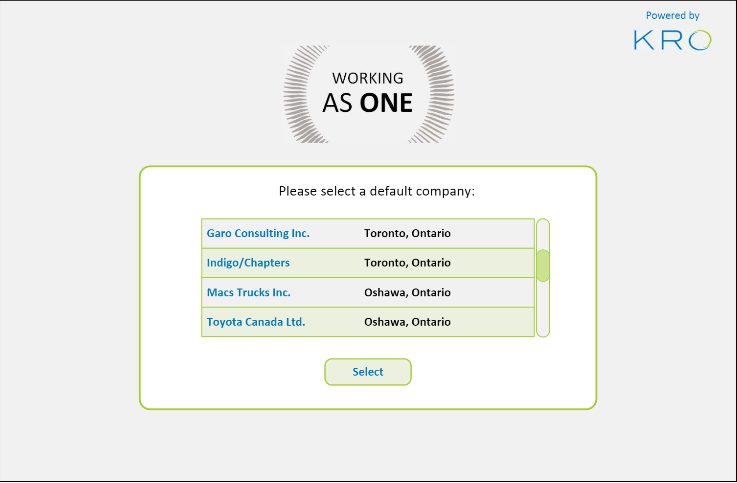 Powered by
KRO
WORKING
AS ONE
Please select a default company:
Garo Consulting Inc. Toronto, Ontario
Indigo/Chapters Toronto, Ontario
Macs Trucks Inc. Oshawa, Ontario
Toyota Canada Ltd. Oshawa, Ontario
Select